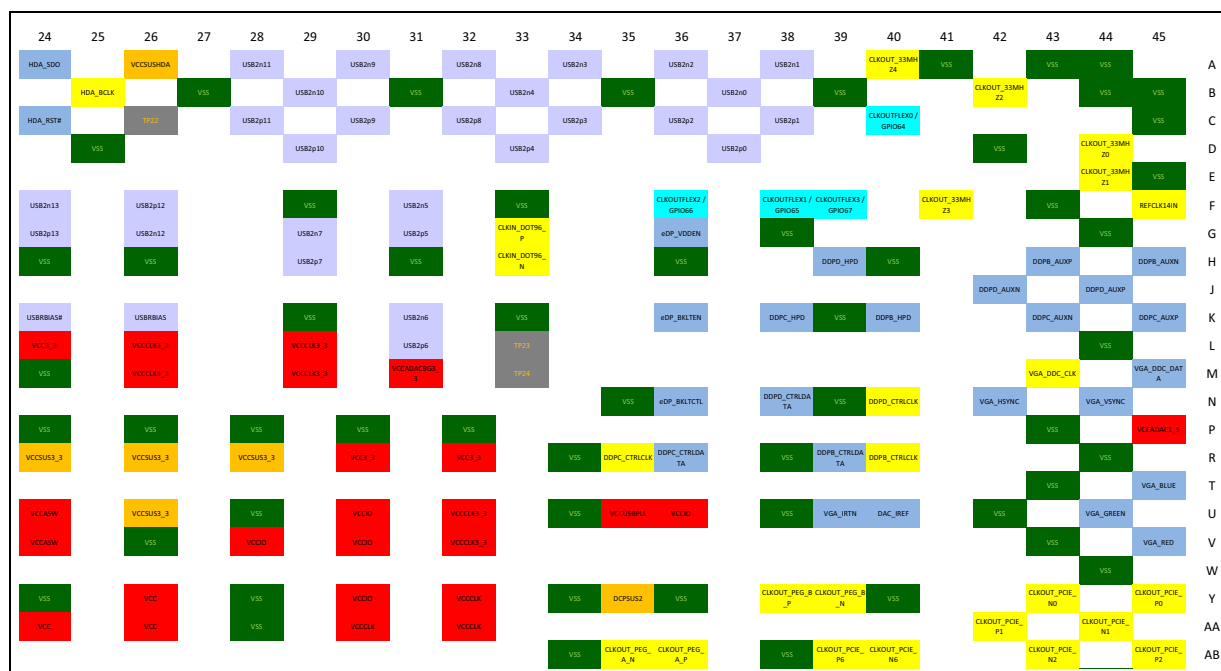 24 25 26 27 28 29 30 31 32 33 34 35 36 37 38 39 40 41 42 43 44 45
HDA_SDO VCCSUSHDA USB2n11 USB2n9 USB2n8 USB2n3 USB2n2 USB2n1 CLKOUT_33MH VSS VSS VSS A
Z4
HDA_BCLK VSS USB2n10 VSS USB2n4 VSS USB2n0 VSS CLKOUT_33MH VSS VSS B
Z2
HDA_RST# TP22 USB2p11 USB2p9 USB2p8 USB2p3 USB2p2 USB2p1 CLKOUTFLEX0 / VSS C
GPIO64
VSS USB2p10 USB2p4 USB2p0 VSS CLKOUT_33MH D
Z0
CLKOUT_33MH VSS E
Z1
USB2n13 USB2p12 VSS USB2n5 VSS CLKOUTFLEX2 / CLKOUTFLEX1 / CLKOUTFLEX3 / CLKOUT_33MH VSS REFCLK14IN F
GPIO66 GPIO65 GPIO67 Z3
USB2p13 USB2n12 USB2n7 USB2p5 CLKIN_DOT96_ eDP_VDDEN VSS VSS G
P
VSS VSS USB2p7 VSS CLKIN_DOT96_ VSS DDPD_HPD VSS DDPB_AUXP DDPB_AUXN H
N
DDPD_AUXN DDPD_AUXP J
USBRBIAS# USBRBIAS VSS USB2n6 VSS eDP_BKLTEN DDPC_HPD VSS DDPB_HPD DDPC_AUXN DDPC_AUXP K
VCC3_3 VCCCLK3_3 VCCCLK3_3 USB2p6 TP23 VSS L
VSS VCCCLK3_3 VCCCLK3_3 VCCADACBG3_ TP24 VGA_DDC_CLK VGA_DDC_DAT M
3 A
VSS eDP_BKLTCTL DDPD_CTRLDA VSS DDPD_CTRLCLK VGA_HSYNC VGA_VSYNC N
TA
VSS VSS VSS VSS VSS VSS VCCADAC1_5 P
VCCSUS3_3 VCCSUS3_3 VCCSUS3_3 VCC3_3 VCC3_3 VSS DDPC_CTRLCLK DDPC_CTRLDA VSS DDPB_CTRLDA DDPB_CTRLCLK VSS R
TA TA
VSS VGA_BLUE T
VCCASW VCCSUS3_3 VSS VCCIO VCCCLK3_3 VSS VCCUSBPLL VCCIO VSS VGA_IRTN DAC_IREF VSS VGA_GREEN U
VCCASW VSS VCCIO VCCIO VCCCLK3_3 VSS VGA_RED V
VSS W
VSS VCC VSS VCCIO VCCCLK VSS DCPSUS2 VSS CLKOUT_PEG_B CLKOUT_PEG_B VSS CLKOUT_PCIE_ CLKOUT_PCIE_ Y
_P _N N0 P0
VCC VCC VSS VCCCLK VCCCLK CLKOUT_PCIE_ CLKOUT_PCIE_ AA
P1 N1
VSS CLKOUT_PEG_ CLKOUT_PEG_ CLKOUT_PCIE_ CLKOUT_PCIE_ CLKOUT_PCIE_ CLKOUT_PCIE_ AB
A_N A_P P6 N6 N2 P2